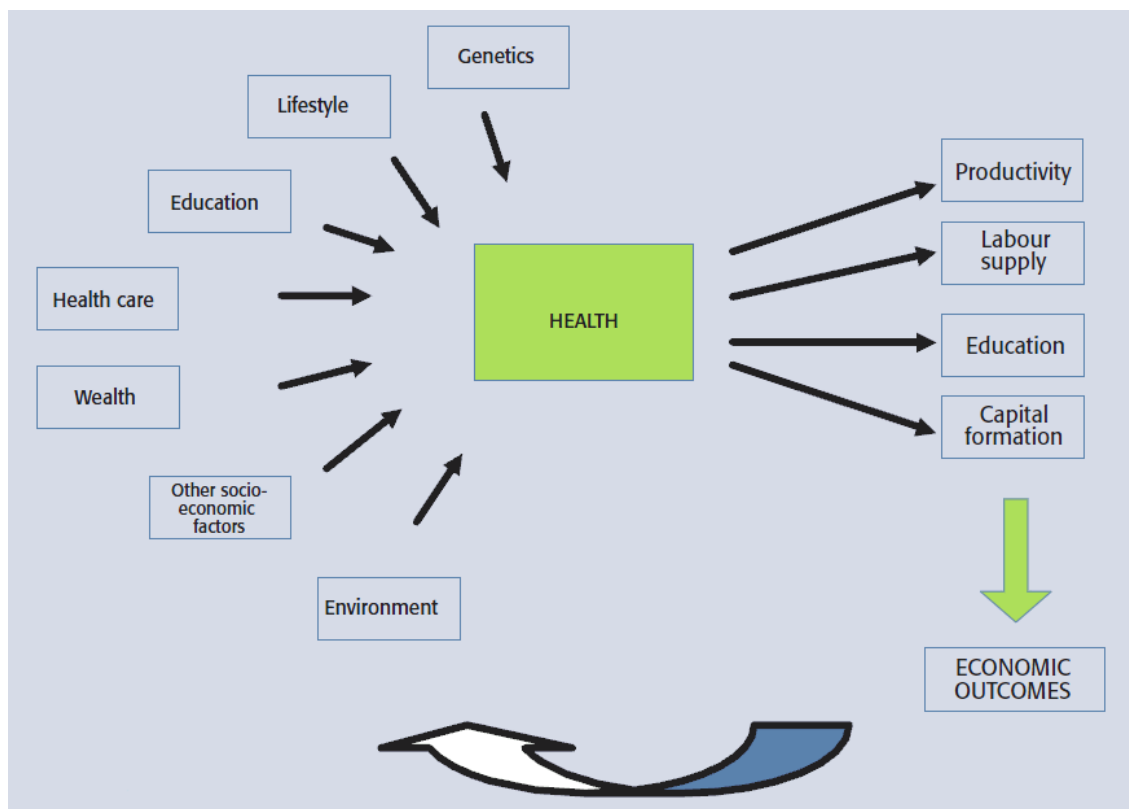 Genetics
Lifestyle
Education
Health care
Wealth
Other socio-
economic
factors
Environment
HEALTH
Productivity
Labour
supply
Education
Capital
formation
ECONOMIC
OUTCOMES